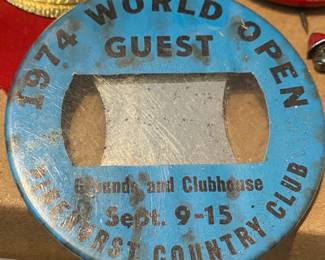 1974 WORLD OPEN
GUEST
Grounds and Clubhouse
Sept. 9-15
PINEHURST COUNTRY CLUB